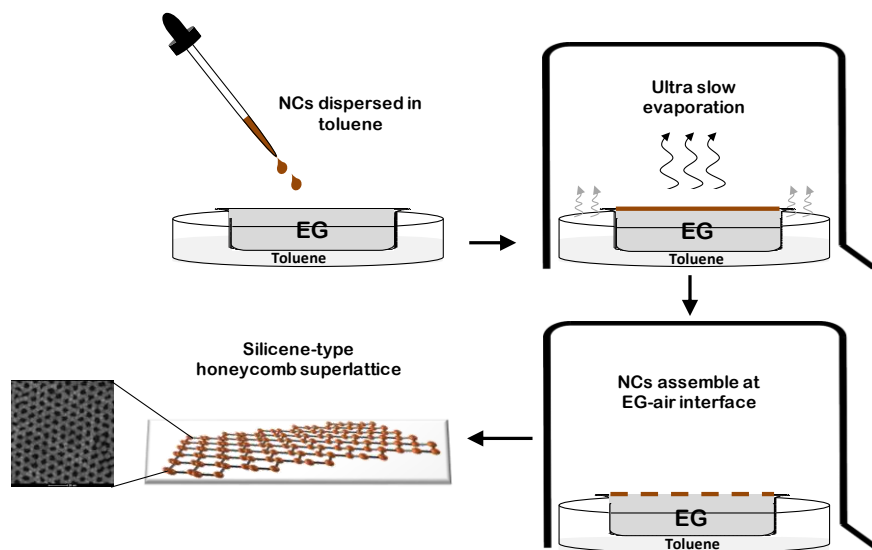 NCs dispersed in
toluene
EG
Toluene
Ultra slow
evaporation
EG
Toluene
NCs assemble at
EG-air interface
EG
Toluene
Silicene-type
honeycomb superlattice